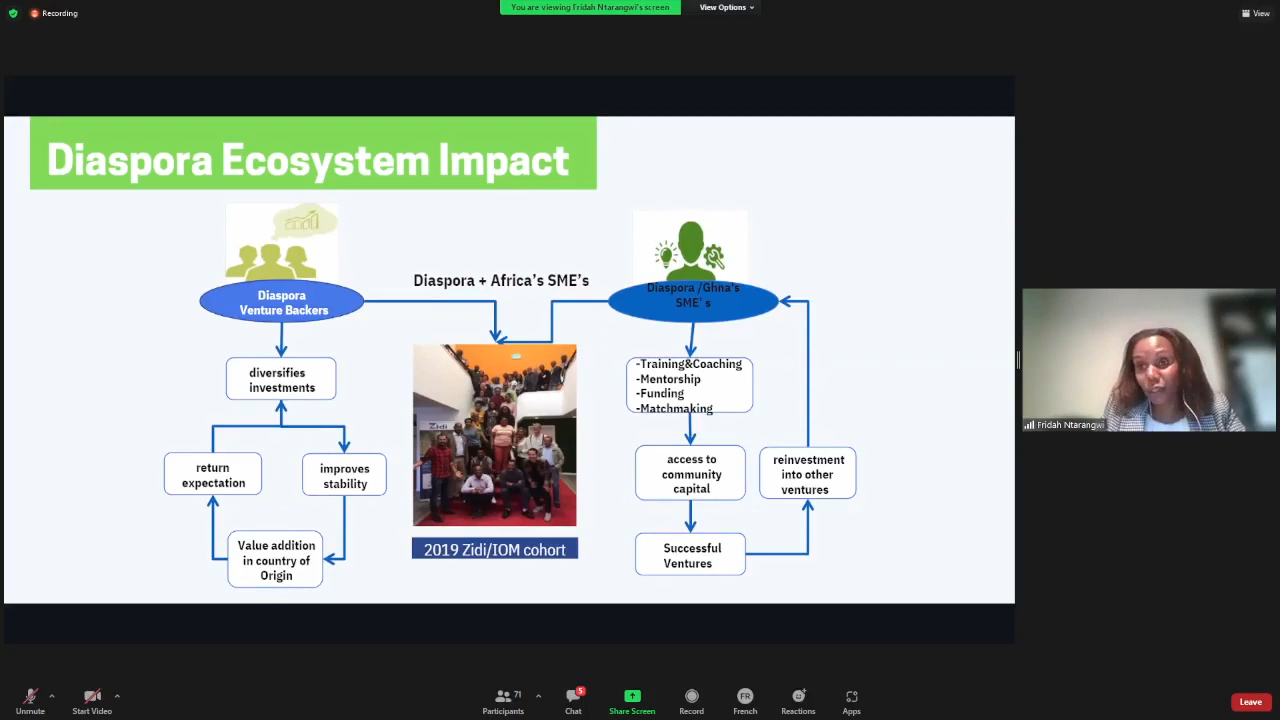 Recording
You are viewing Fridah Ntarangwi's screen
View Options
View
Diaspora Ecosystem Impact
Diaspora
Venture Backers
Diaspora + Africa's SME's
Diaspora /Ghna's
SME' s
diversifies
investments
return
expectation
improves
stability
Value addition
in country of
Origin
Zidi
2019 Zidi/IOM cohort
-Training&Coaching
-Mentorship
-Funding
-Matchmaking
access to
community
capital
reinvestment
into other
ventures
Successful
Ventures
Fridah Ntarangwi
Unmute
Start Video
71
Participants
5
Chat
Share Screen
Record
FR
French
Reactions
Apps
Leave